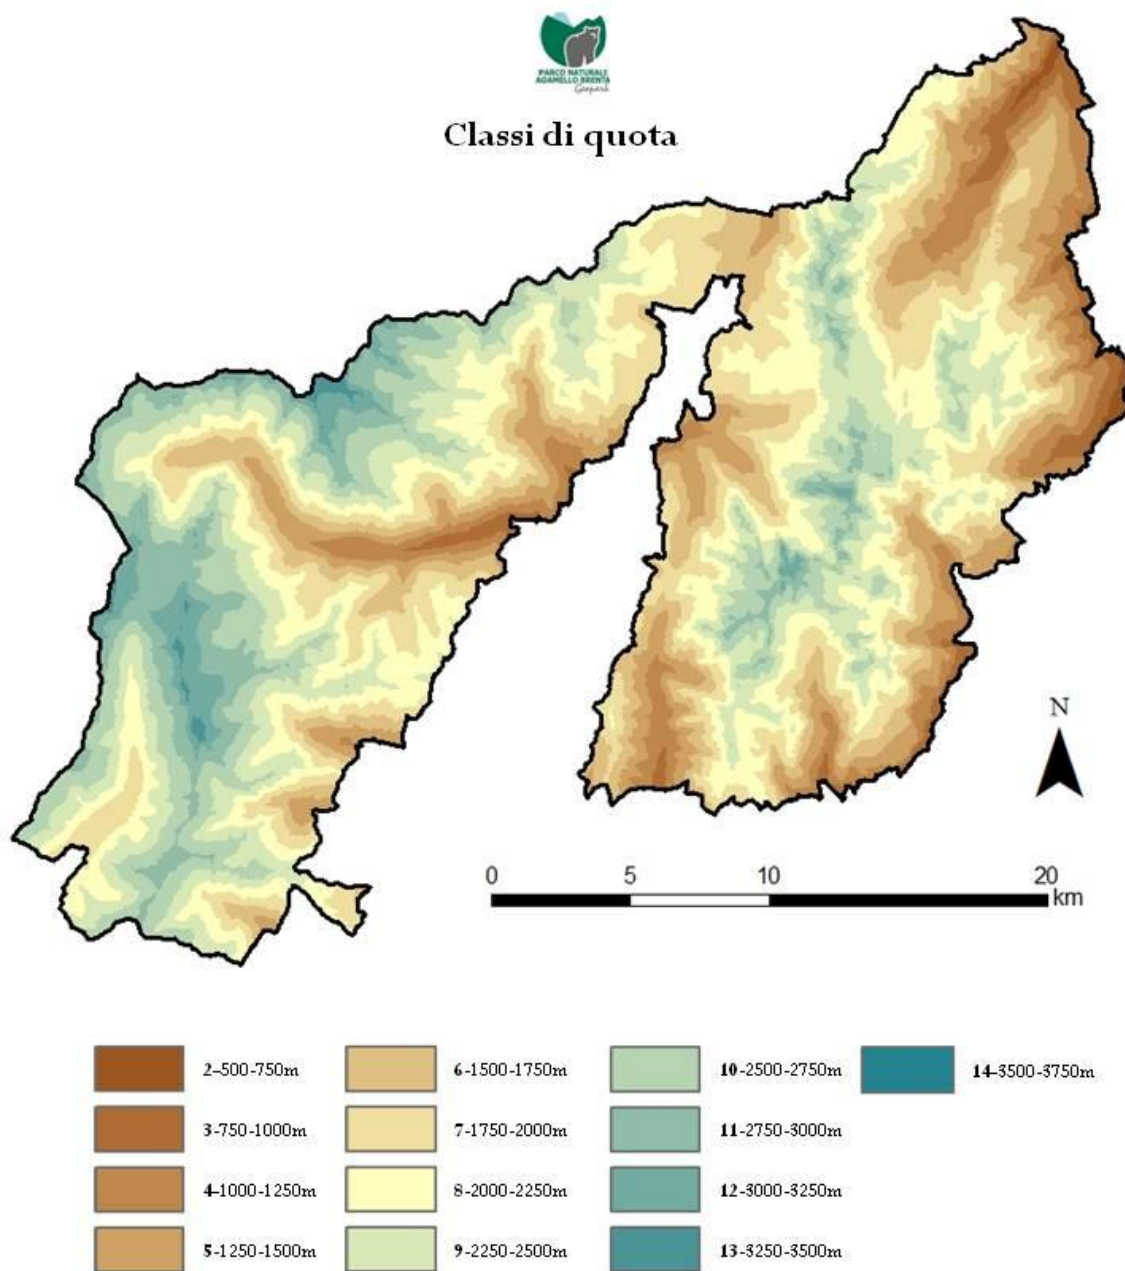 PARCO NATURALE
ADAMELLO BRENTA
Geopark
Classi di quota
N
0 5 10 20
km
2-500-750m
3-750-1000m
4-1000-1250m
5-1250-1500m
6-1500-1750m
7-1750-2000m
8-2000-2250m
9-2250-2500m
10-2500-2750m
11-2750-3000m
12-3000-3250m
13-3250-3500m
14-3500-3750m